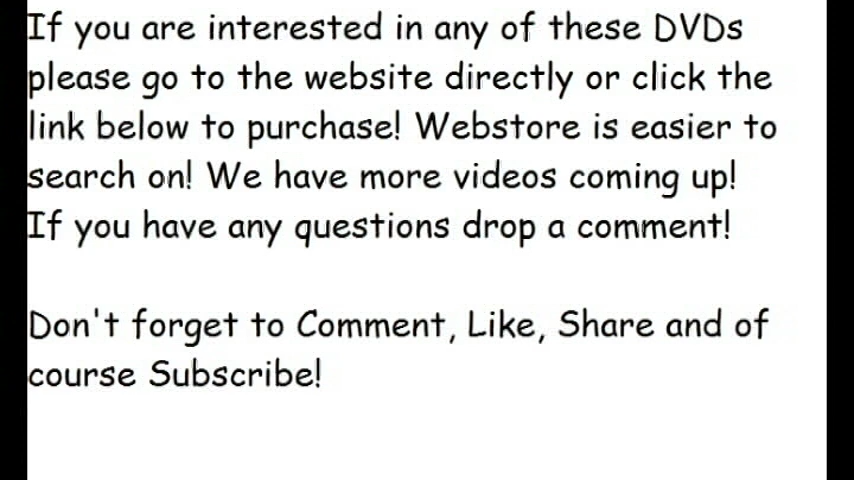 If you are interested in any of these DVDs
please go to the website directly or click the
link below to purchase! Webstore is easier to
search on! We have more videos coming up!
If you have any questions drop a comment!
Don't forget to Comment, Like, Share and of
course Subscribe!